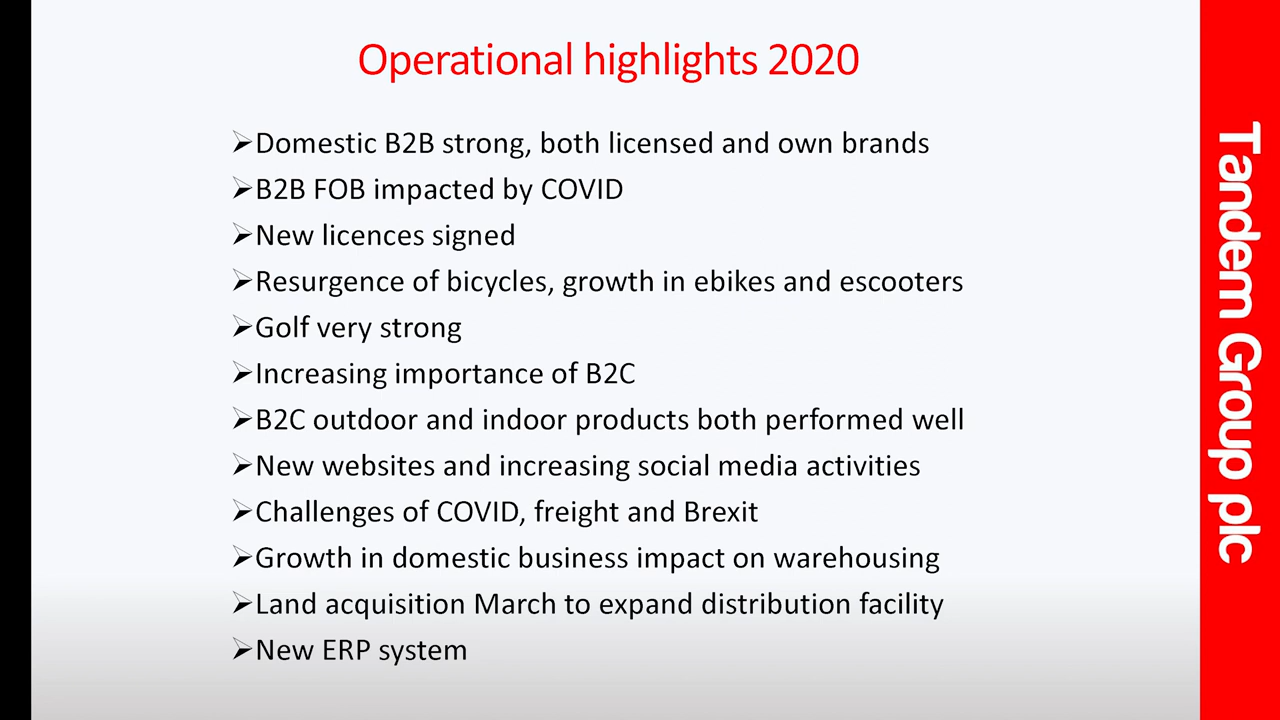 Operational highlights 2020
➢Domestic B2B strong, both licensed and own brands
➢B2B FOB impacted by COVID
➢New licences signed
➢Resurgence of bicycles, growth in ebikes and escooters
➢Golf very strong
➢Increasing importance of B2C
➢B2C outdoor and indoor products both performed well
➢New websites and increasing social media activities
➢Challenges of COVID, freight and Brexit
➢Growth in domestic business impact on warehousing
➢Land acquisition March to expand distribution facility
➢New ERP system
Tandem Group plc